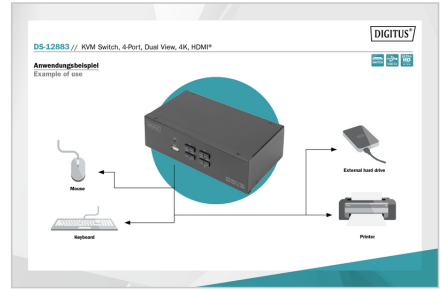 DIGITUS®
DS-12883 // KVM Switch, 4-Port, Dual View, 4K, HDMI®
Anwendungsbeispiel
Example of use
Mouse
External hard drive
Keyboard
Printer